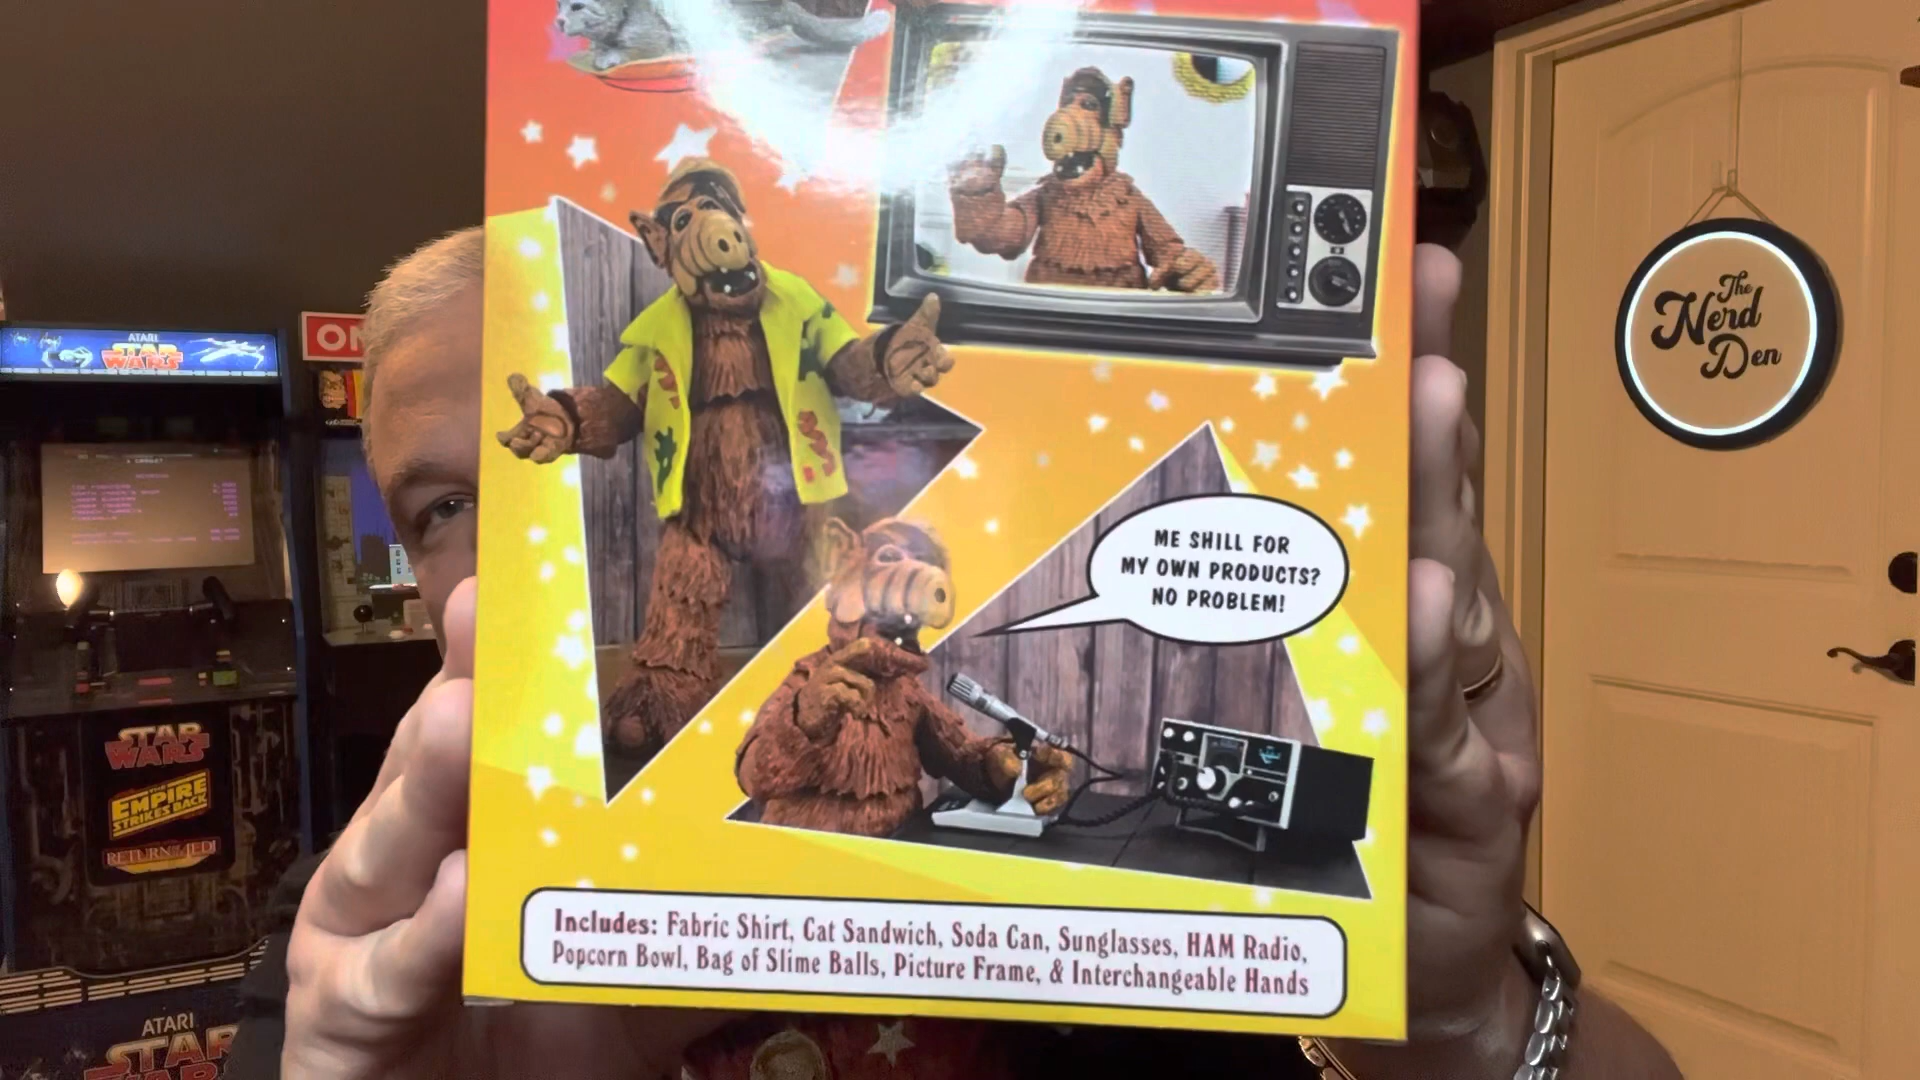 The
Nerd
Den
ATARI
STAR
WARS
ON
ME SHILL FOR
MY OWN PRODUCTS?
NO PROBLEM!
STAR
WARS
THE
EMPIRE
STRIKES BACK
RETURN OF THE JEDI
Includes: Fabric Shirt, Cat Sandwich, Soda Can, Sunglasses, HAM Radio,
Popcorn Bowl, Bag of Slime Balls, Picture Frame, & Interchangeable Hands
ATARI
STAR
WARS